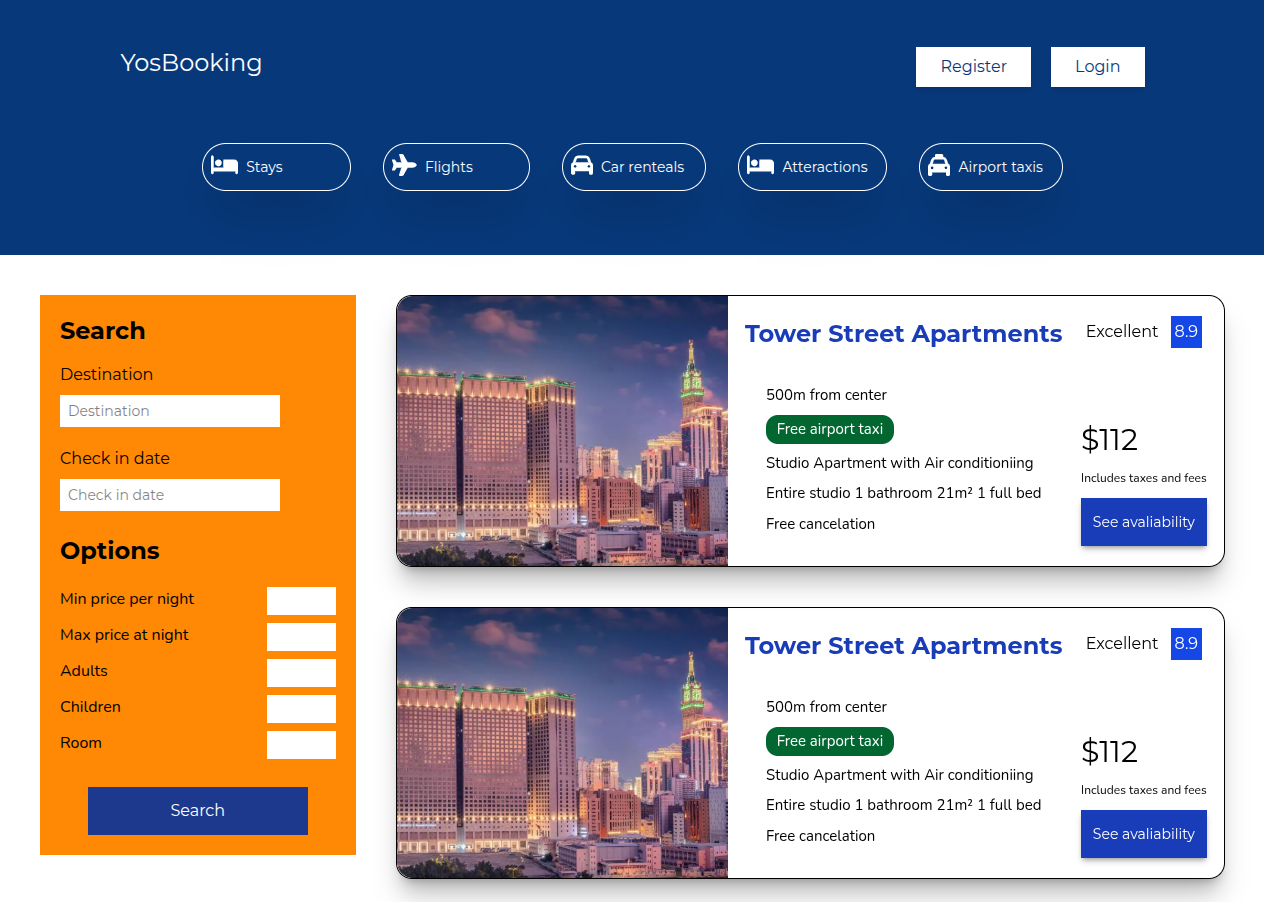 YosBooking
Register
Login
Stays
Flights
Car renteals
Atteractions
Airport taxis
Search
Destination
Destination
Check in date
Check in date
Options
Min price per night
Max price at night
Adults
Children
Room
Search
Tower Street Apartments
Excellent 8.9
500m from center
Free airport taxi
Studio Apartment with Air conditioniing
Entire studio 1 bathroom 21m² 1 full bed
Free cancelation
$112
Includes taxes and fees
See avaliability
Tower Street Apartments
Excellent 8.9
500m from center
Free airport taxi
Studio Apartment with Air conditioniing
Entire studio 1 bathroom 21m² 1 full bed
Free cancelation
$112
Includes taxes and fees
See avaliability